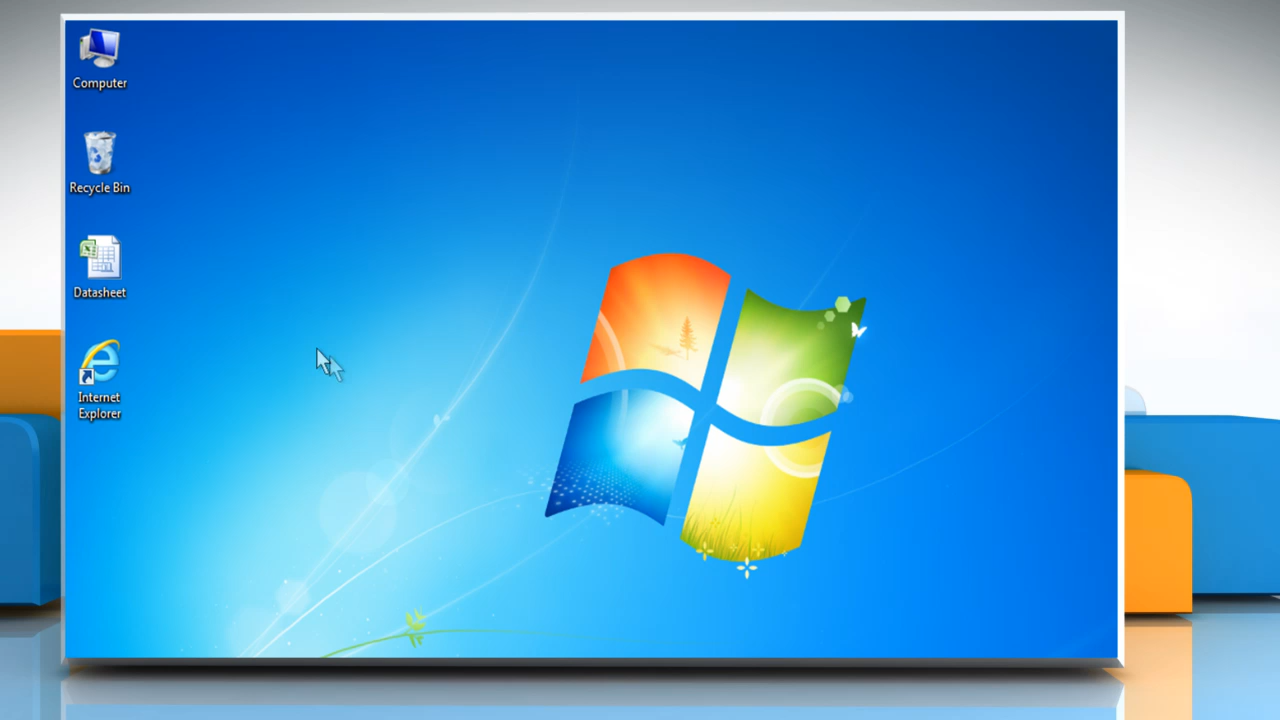 Computer
Recycle Bin
Datasheet
Internet
Explorer